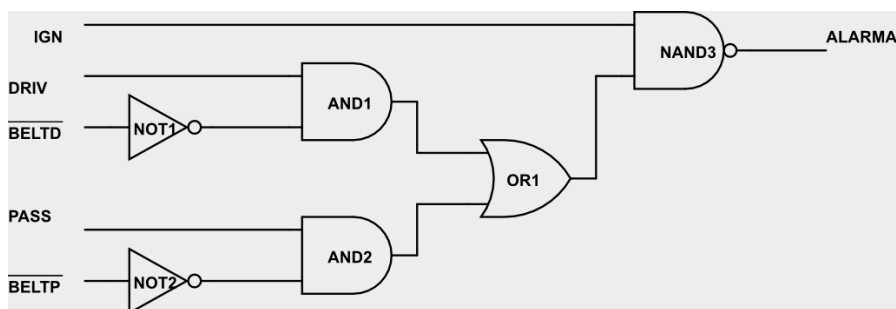 IGN
NAND3
ALARMA
DRIV
AND1
BELTD
NOT1
OR1
PASS
AND2
BELTP
NOT2